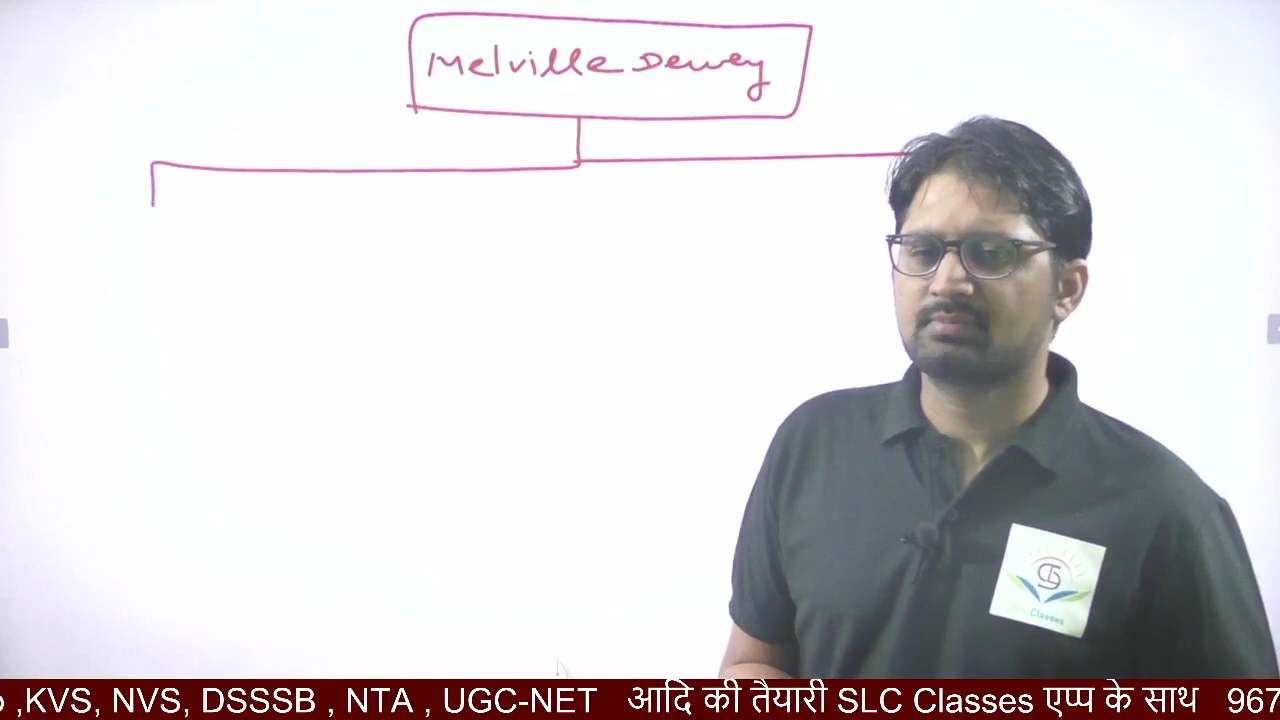 Melville Dewey
Classes
,KVS, NVS, DSSSB , NTA , UGC-NET आदि की तैयारी SLC Classes एप्प के साथ 967